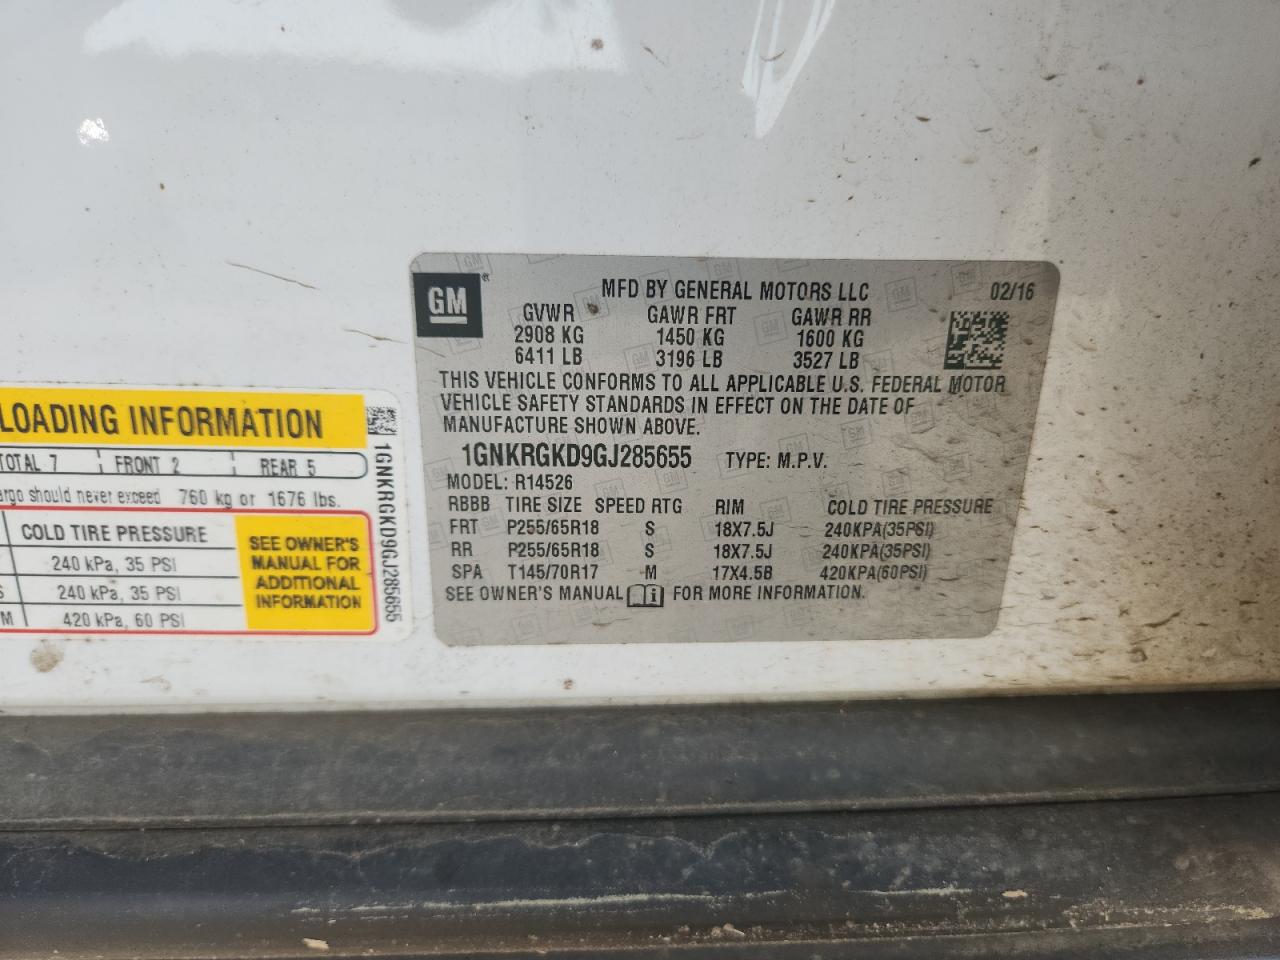 GM
MFD BY GENERAL MOTORS LLC 02/16
GVWR GAWR FRT GAWR RR
2908 KG 1450 KG 1600 KG
6411 LB 3196 LB 3527 LB
THIS VEHICLE CONFORMS TO ALL APPLICABLE U.S. FEDERAL MOTOR
VEHICLE SAFETY STANDARDS IN EFFECT ON THE DATE OF
MANUFACTURE SHOWN ABOVE.
1GNKRGKD9GJ285655 TYPE: M.P.V.
MODEL: R14526
RBBB TIRE SIZE SPEED RTG RIM COLD TIRE PRESSURE
FRT P255/65R18 S 18X7.5J 240KPA(35PSI)
RR P255/65R18 S 18X7.5J 240KPA(35PSI)
SPA T145/70R17 M 17X4.5B 420KPA(60PSI)
SEE OWNER'S MANUAL FOR MORE INFORMATION.
LOADING INFORMATION
TOTAL 7 FRONT 2 REAR 5
should never exceed 760 kg or 1676 lbs.
COLD TIRE PRESSURE
240 kPa, 35 PSI
S 240 kPa, 35 PSI
M 420 kPa, 60 PSI
SEE OWNER'S
MANUAL FOR
ADDITIONAL
INFORMATION
1GNKRGKD9GJ285655